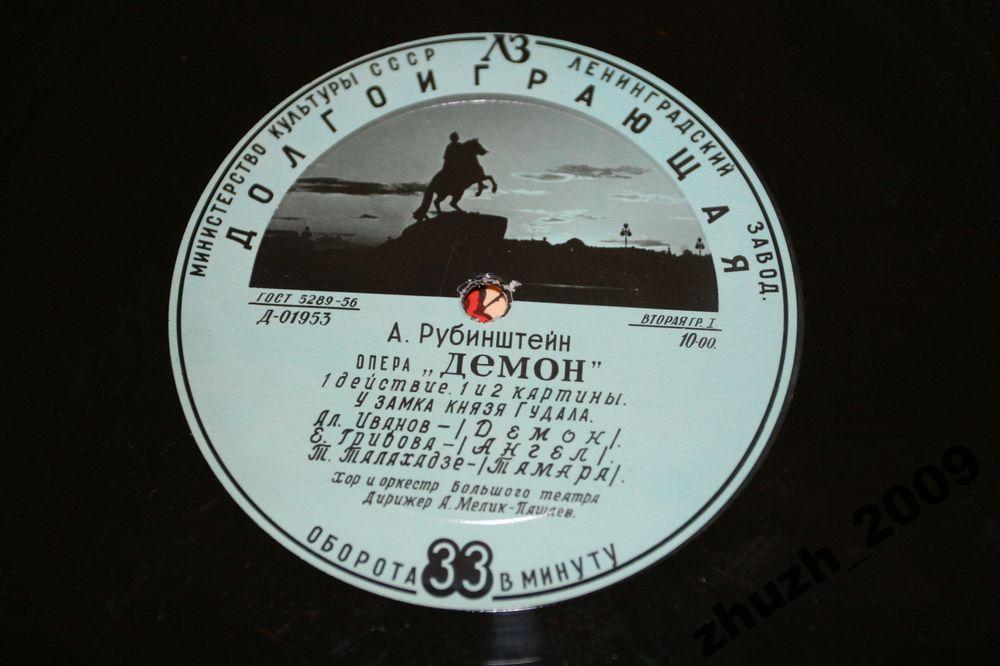 МИНИСТЕРСТВО КУЛЬТУРЫ СССР ЛЗ ЛЕНИНГРАДСКИЙ ЗАВОД.
ДОЛГОИГРАЮЩАЯ
ГОСТ 5289-56
Д-01953
ВТОРАЯ ГР. I
10-00.
А. Рубинштейн
ОПЕРА „ДЕМОН"
1 действие. 1 и 2 картины.
У ЗАМКА КНЯЗЯ ГУДАЛА.
Ал. Иванов-/ДЕМОН/.
Е. Грибова-/АНГЕЛ/.
Т. Талахадзе-/ТАМАРА/.
Хор и оркестр Большого театра
Дирижер А. Мелик-Пашаев.
ОБОРОТА 33 В МИНУТУ
zhuzh_2009